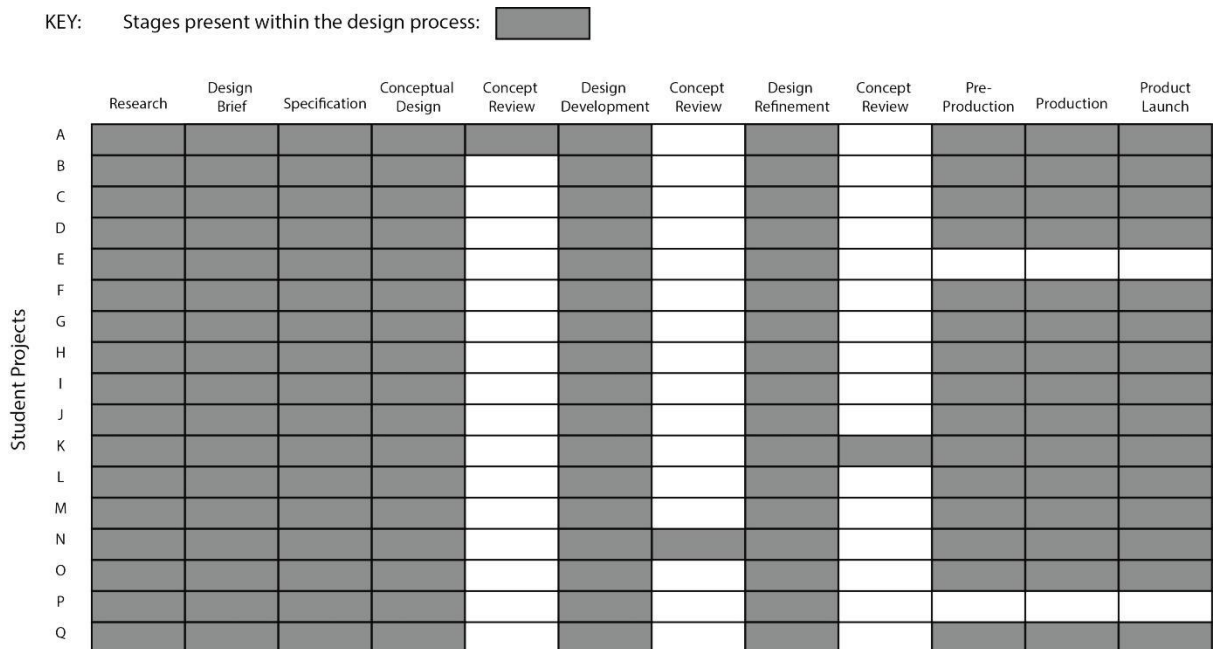 KEY: Stages present within the design process:
Research
Design
Brief
Specification
Conceptual
Design
Concept
Review
Design
Development
Concept
Review
Design
Refinement
Concept
Review
Pre-
Production
Production
Product
Launch
Student Projects
A
B
C
D
E
F
G
H
I
J
K
L
M
N
O
P
Q